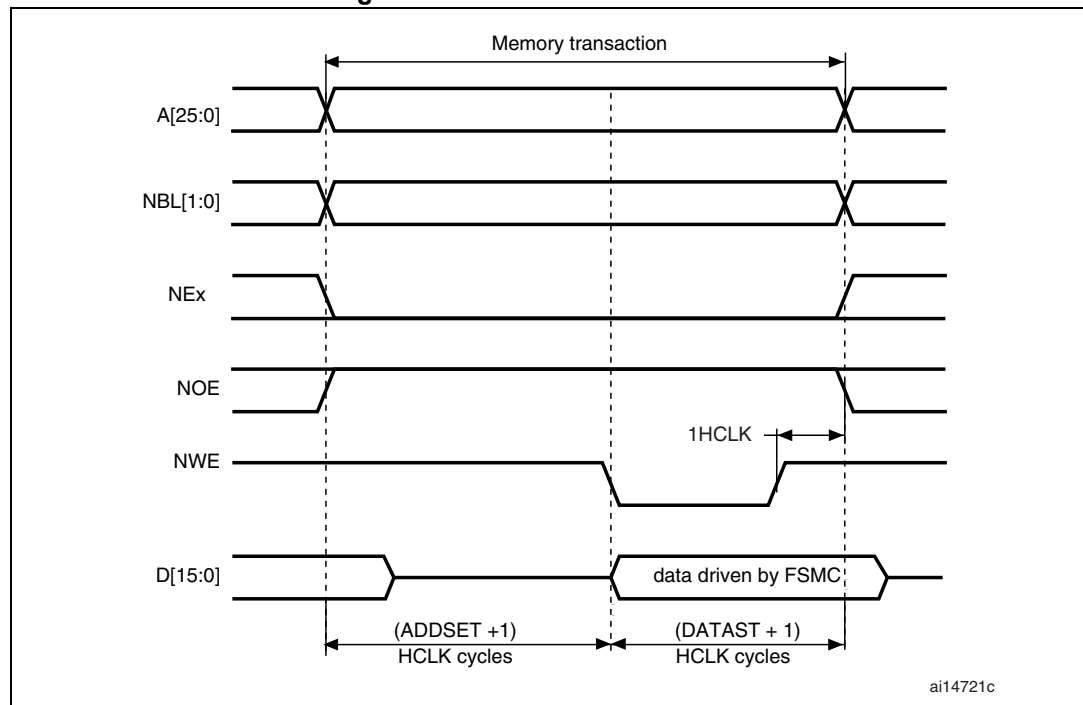 g
Memory transaction
A[25:0]
NBL[1:0]
NEx
NOE
1HCLK
NWE
D[15:0]
data driven by FSMC
(ADDSET +1)
HCLK cycles
(DATAST + 1)
HCLK cycles
ai14721c